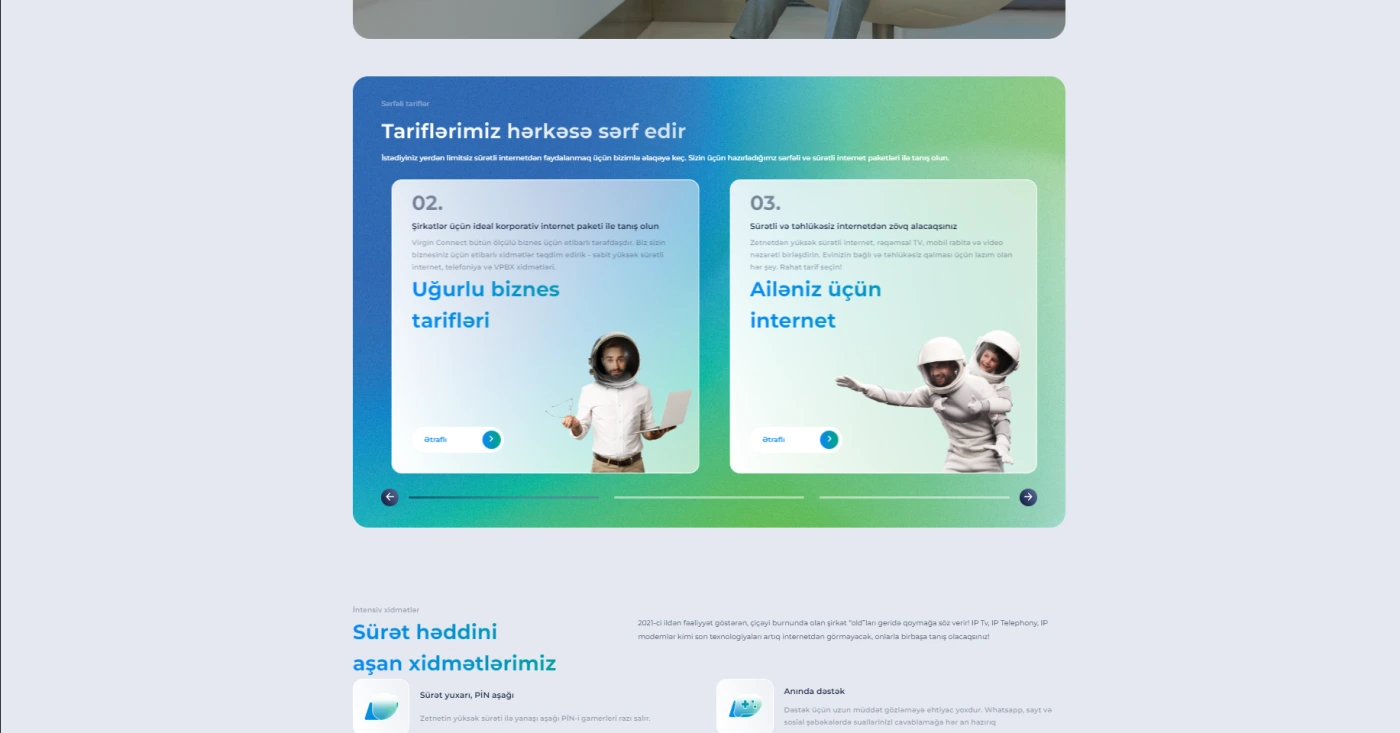 Sərfəli tariflər
Tariflərimiz hərkəsə sərf edir
İstədiyiniz yerdən limitsiz sürətli internetdən faydalanmaq üçün bizimlə əlaqəyə keç. Sizin üçün hazırladığımız sərfəli və sürətli internet paketləri ilə tanış olun.
02.
Şirkətlər üçün ideal korporativ internet paketi ilə tanış olun
Virgin Connect bütün ölçülü biznes üçün etibarlı tərəfdaşdır. Biz sizin
biznesiniz üçün etibarlı xidmətlər təqdim edirik - sabit yüksək sürətli
internet, telefoniya və VPBX xidmətləri.
Uğurlu biznes
tarifləri
Ətraflı
03.
Sürətli və təhlükəsiz internetdən zövq alacaqsınız
Zetnetdən yüksək sürətli internet, rəqəmsal TV, mobil rabitə və video
nəzarəti birləşdirin. Evinizin bağlı və təhlükəsiz qalması üçün lazım olan
hər şey. Rahat tarif seçin!
Ailəniz üçün
internet
Ətraflı
İntensiv xidmətlər
Sürət həddini
aşan xidmətlərimiz
2021-ci ildən fəaliyyət göstərən, çiçəyi burnunda olan şirkət "old"ları geridə qoymağa söz verir! IP Tv, IP Telephony, IP
modemlər kimi son texnologiyaları artıq internetdən görməyəcək, onlarla birbaşa tanış olacaqsınız!
Sürət yuxarı, PİN aşağı
Zetnetin yüksək sürəti ilə yanaşı aşağı PİN-i gamerləri razı salır.
Anında dəstək
Dəstək üçün uzun müddət gözləməyə ehtiyac yoxdur. Whatsapp, sayt və
sosial şəbəkələrdə suallarinizi cavablamağa hər an hazırıq